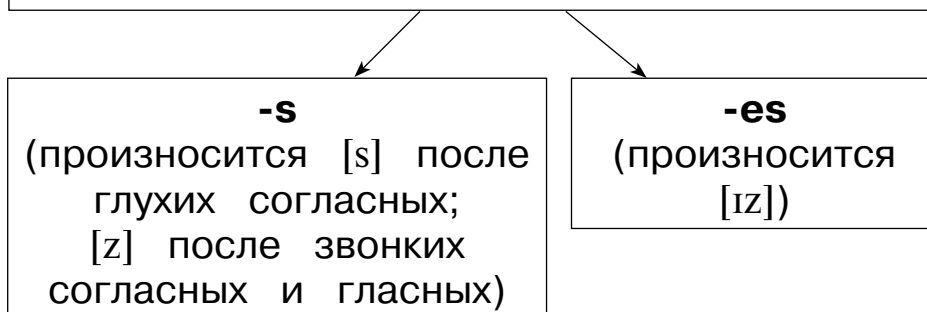 -s
(произносится [s] после
глухих согласных;
[z] после звонких
согласных и гласных)
-es
(произносится
[ɪz])